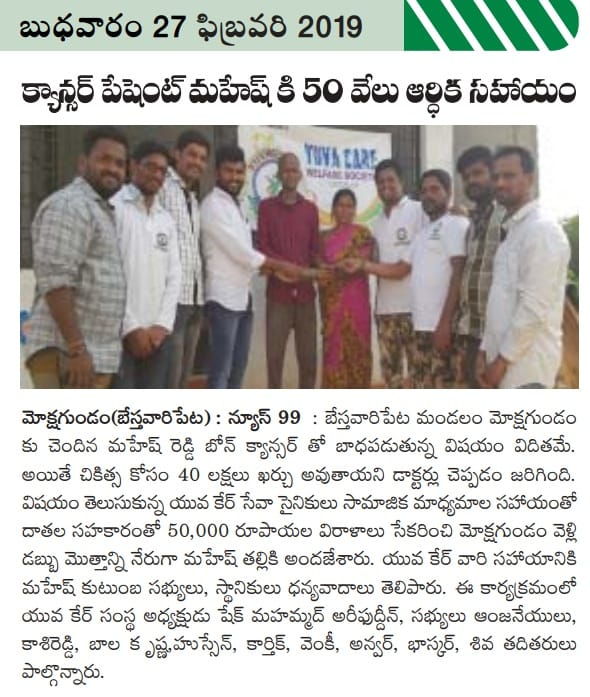 బుధవారం 27 ఫిబ్రవరి 2019
క్యాన్సర్ పేషెంట్ మహేష్ కి 50 వేలు ఆర్ధిక సహాయం
YUVA CARE
WELFARE SOCIETY
మోక్షగుండం(బేస్తవారిపేట) : న్యూస్ 99 : బేస్తవారిపేట మండలం మోక్షగుండం
కు చెందిన మహేష్ రెడ్డి బోన్ క్యాన్సర్ తో బాధపడుతున్న విషయం విదితమే.
అయితే చికిత్స కోసం 40 లక్షలు ఖర్చు అవుతాయని డాక్టర్లు చెప్పడం జరిగింది.
విషయం తెలుసుకున్న యువ కేర్ సేవా సైనికులు సామాజిక మాధ్యమాల సహాయంతో
దాతల సహకారంతో 50,000 రూపాయల విరాళాలు సేకరించి మోక్షగుండం వెళ్లి
డబ్బు మొత్తాన్ని నేరుగా మహేష్ తల్లికి అందజేశారు. యువ కేర్ వారి సహాయానికి
మహేష్ కుటుంబ సభ్యులు, స్థానికులు ధన్యవాదాలు తెలిపారు. ఈ కార్యక్రమంలో
యువ కేర్ సంస్థ అధ్యక్షుడు షేక్ మహమ్మద్ అరీఫుద్దీన్, సభ్యులు ఆంజనేయులు,
కాశిరెడ్డి, బాల క ృష్ణ,హుస్సేన్, కార్తిక్, వెంకీ, అన్వర్, భాస్కర్, శివ తదితరులు
పాల్గొన్నారు.